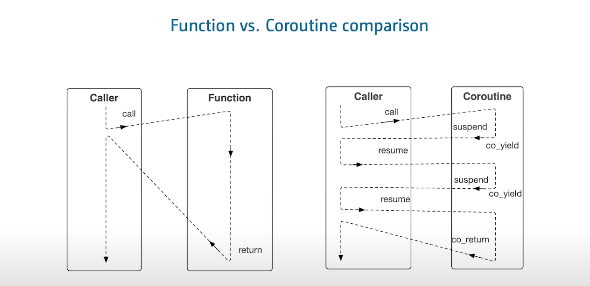 Function vs. Coroutine comparison
Caller
Function
call
return
Caller
Coroutine
call
suspend
co_yield
resume
suspend
co_yield
resume
co_return